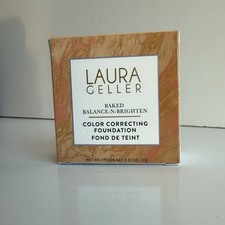 LAURA
GELLER
BAKED
BALANCE-N-BRIGHTEN
COLOR CORRECTING
FOUNDATION
FOND DE TEINT